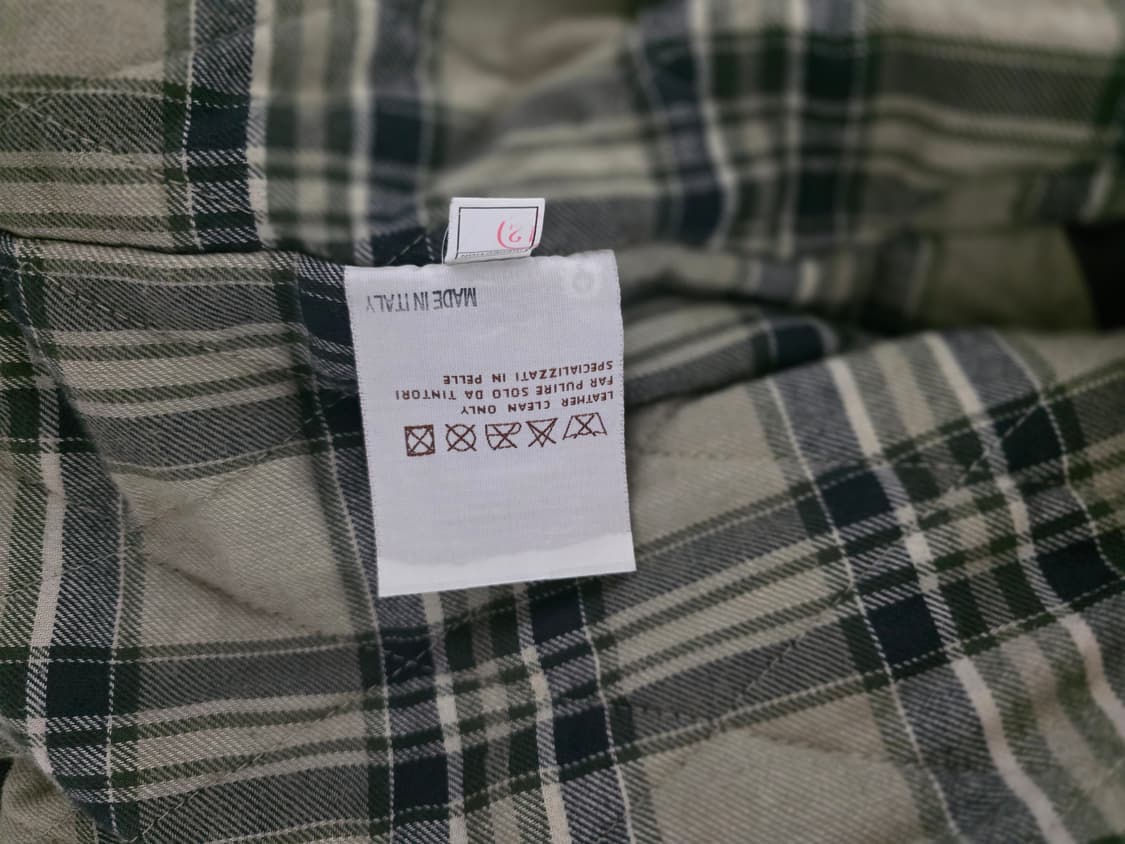 LEATHER CLEAN ONLY
FAR PULIRE SOLO DA TINTORI
SPECIALIZZATI IN PELLE
MADE IN ITALY